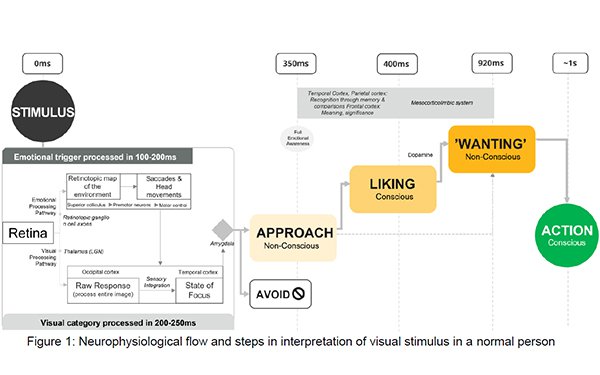 0ms
350ms
400ms
920ms
~1s
STIMULUS
Temporal Cortex, Parietal cortex:
Recognition through memory &
comparisons Frontal cortex:
Meaning, significance
Mesocorticolimbic system
Full
Emotional
Awareness
Emotional trigger processed in 100-200ms
Emotional
Processing
Pathway
Retinotopic map
of the
environment
Saccades &
Head
movements
Superior colliculus
Premotor neurons
Motor control
Retinotopic ganglio
n cell axons
Retina
Visual
Processing
Pathway
Thalamus (LGN)
Occipital cortex
Raw Response
(process entire image)
Sensory
Integration
Temporal cortex
State of
Focus
Visual category processed in 200-250ms
Amygdala
APPROACH
Non-Conscious
AVOID
LIKING
Conscious
Dopamine
'WANTING'
Non-Conscious
ACTION
Conscious
Figure 1: Neurophysiological flow and steps in interpretation of visual stimulus in a normal person